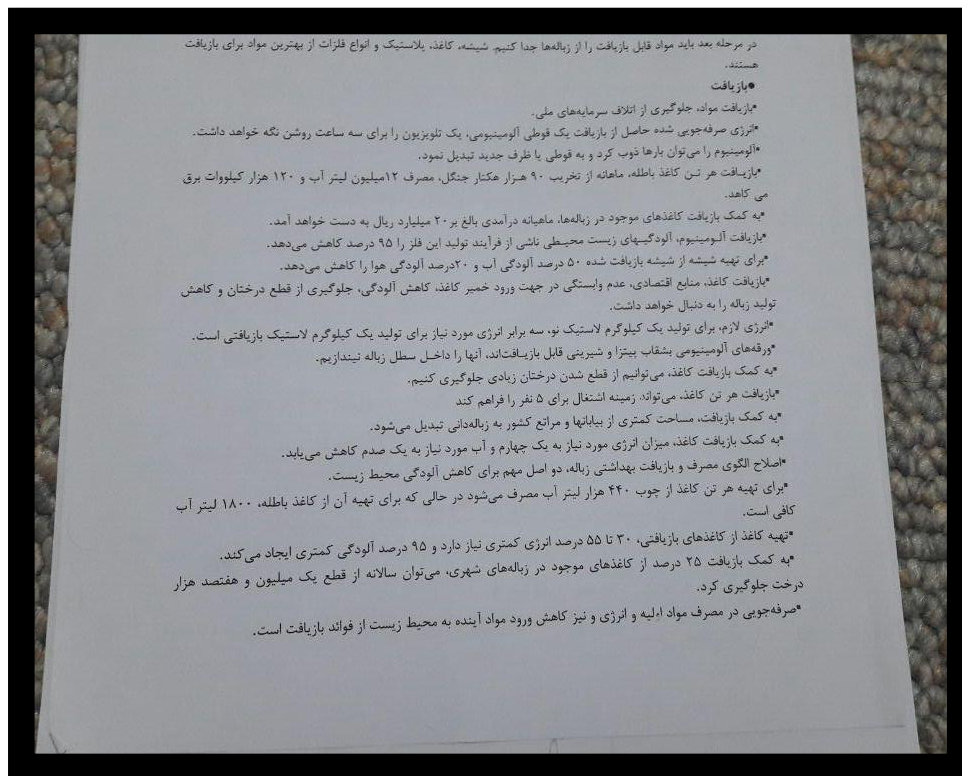 در مرحله بعد باید مواد قابل بازیافت را از زباله‌ها جدا کنیم. شیشه، کاغذ، پلاستیک و انواع فلزات از بهترین مواد برای بازیافت
هستند.
●بازیافت
▪بازیافت مواد، جلوگیری از اتلاف سرمایه‌های ملی.
▪انرژی صرفه‌جویی شده حاصل از بازیافت یک قوطی آلومینیومی، یک تلویزیون را برای سه ساعت روشن نگه خواهد داشت.
▪آلومینیوم را می‌توان بارها ذوب کرد و به قوطی یا ظرف جدید تبدیل نمود.
▪بازیافت هر تن کاغذ باطله، ماهانه از تخریب ۹۰ هزار هکتار جنگل، مصرف ۱۲میلیون لیتر آب و ۱۲۰ هزار کیلووات برق
می کاهد.
▪به کمک بازیافت کاغذهای موجود در زباله‌ها، ماهیانه درآمدی بالغ بر۲۰ میلیارد ریال به دست خواهد آمد.
▪بازیافت آلومینیوم، آلودگیهای زیست محیطی ناشی از فرآیند تولید این فلز را ۹۵ درصد کاهش می‌دهد.
▪برای تهیه شیشه از شیشه بازیافت شده ۵۰ درصد آلودگی آب و ۲۰درصد آلودگی هوا را کاهش می‌دهد.
▪بازیافت کاغذ، منابع اقتصادی، عدم وابستگی در جهت ورود خمیر کاغذ، کاهش آلودگی، جلوگیری از قطع درختان و کاهش
تولید زباله را به دنبال خواهد داشت.
▪انرژی لازم، برای تولید یک کیلوگرم لاستیک نو، سه برابر انرژی مورد نیاز برای تولید یک کیلوگرم لاستیک بازیافتی است.
▪ورقه‌های آلومینیومی بشقاب پیتزا و شیرینی قابل بازیافت‌اند، آنها را داخل سطل زباله نیندازیم.
▪به کمک بازیافت کاغذ، می‌توانیم از قطع شدن درختان زیادی جلوگیری کنیم.
▪بازیافت هر تن کاغذ، می‌تواند زمینه اشتغال برای ۵ نفر را فراهم کند
▪به کمک بازیافت، مساحت کمتری از بیابانها و مراتع کشور به زباله‌دانی تبدیل می‌شود.
▪به کمک بازیافت کاغذ، میزان انرژی مورد نیاز به یک چهارم و آب مورد نیاز به یک صدم کاهش می‌یابد.
▪اصلاح الگوی مصرف و بازیافت بهداشتی زباله، دو اصل مهم برای کاهش آلودگی محیط زیست.
▪برای تهیه هر تن کاغذ از چوب ۴۴۰ هزار لیتر آب مصرف می‌شود در حالی که برای تهیه آن از کاغذ باطله، ۱۸۰۰ لیتر آب
کافی است.
▪تهیه کاغذ از کاغذهای بازیافتی، ۳۰ تا ۵۵ درصد انرژی کمتری نیاز دارد و ۹۵ درصد آلودگی کمتری ایجاد می‌کند.
▪به کمک بازیافت ۲۵ درصد از کاغذهای موجود در زباله‌های شهری، می‌توان سالانه از قطع یک میلیون و هفتصد هزار
درخت جلوگیری کرد.
▪صرفه‌جویی در مصرف مواد اولیه و انرژی و نیز کاهش ورود مواد آینده به محیط زیست از فوائد بازیافت است.